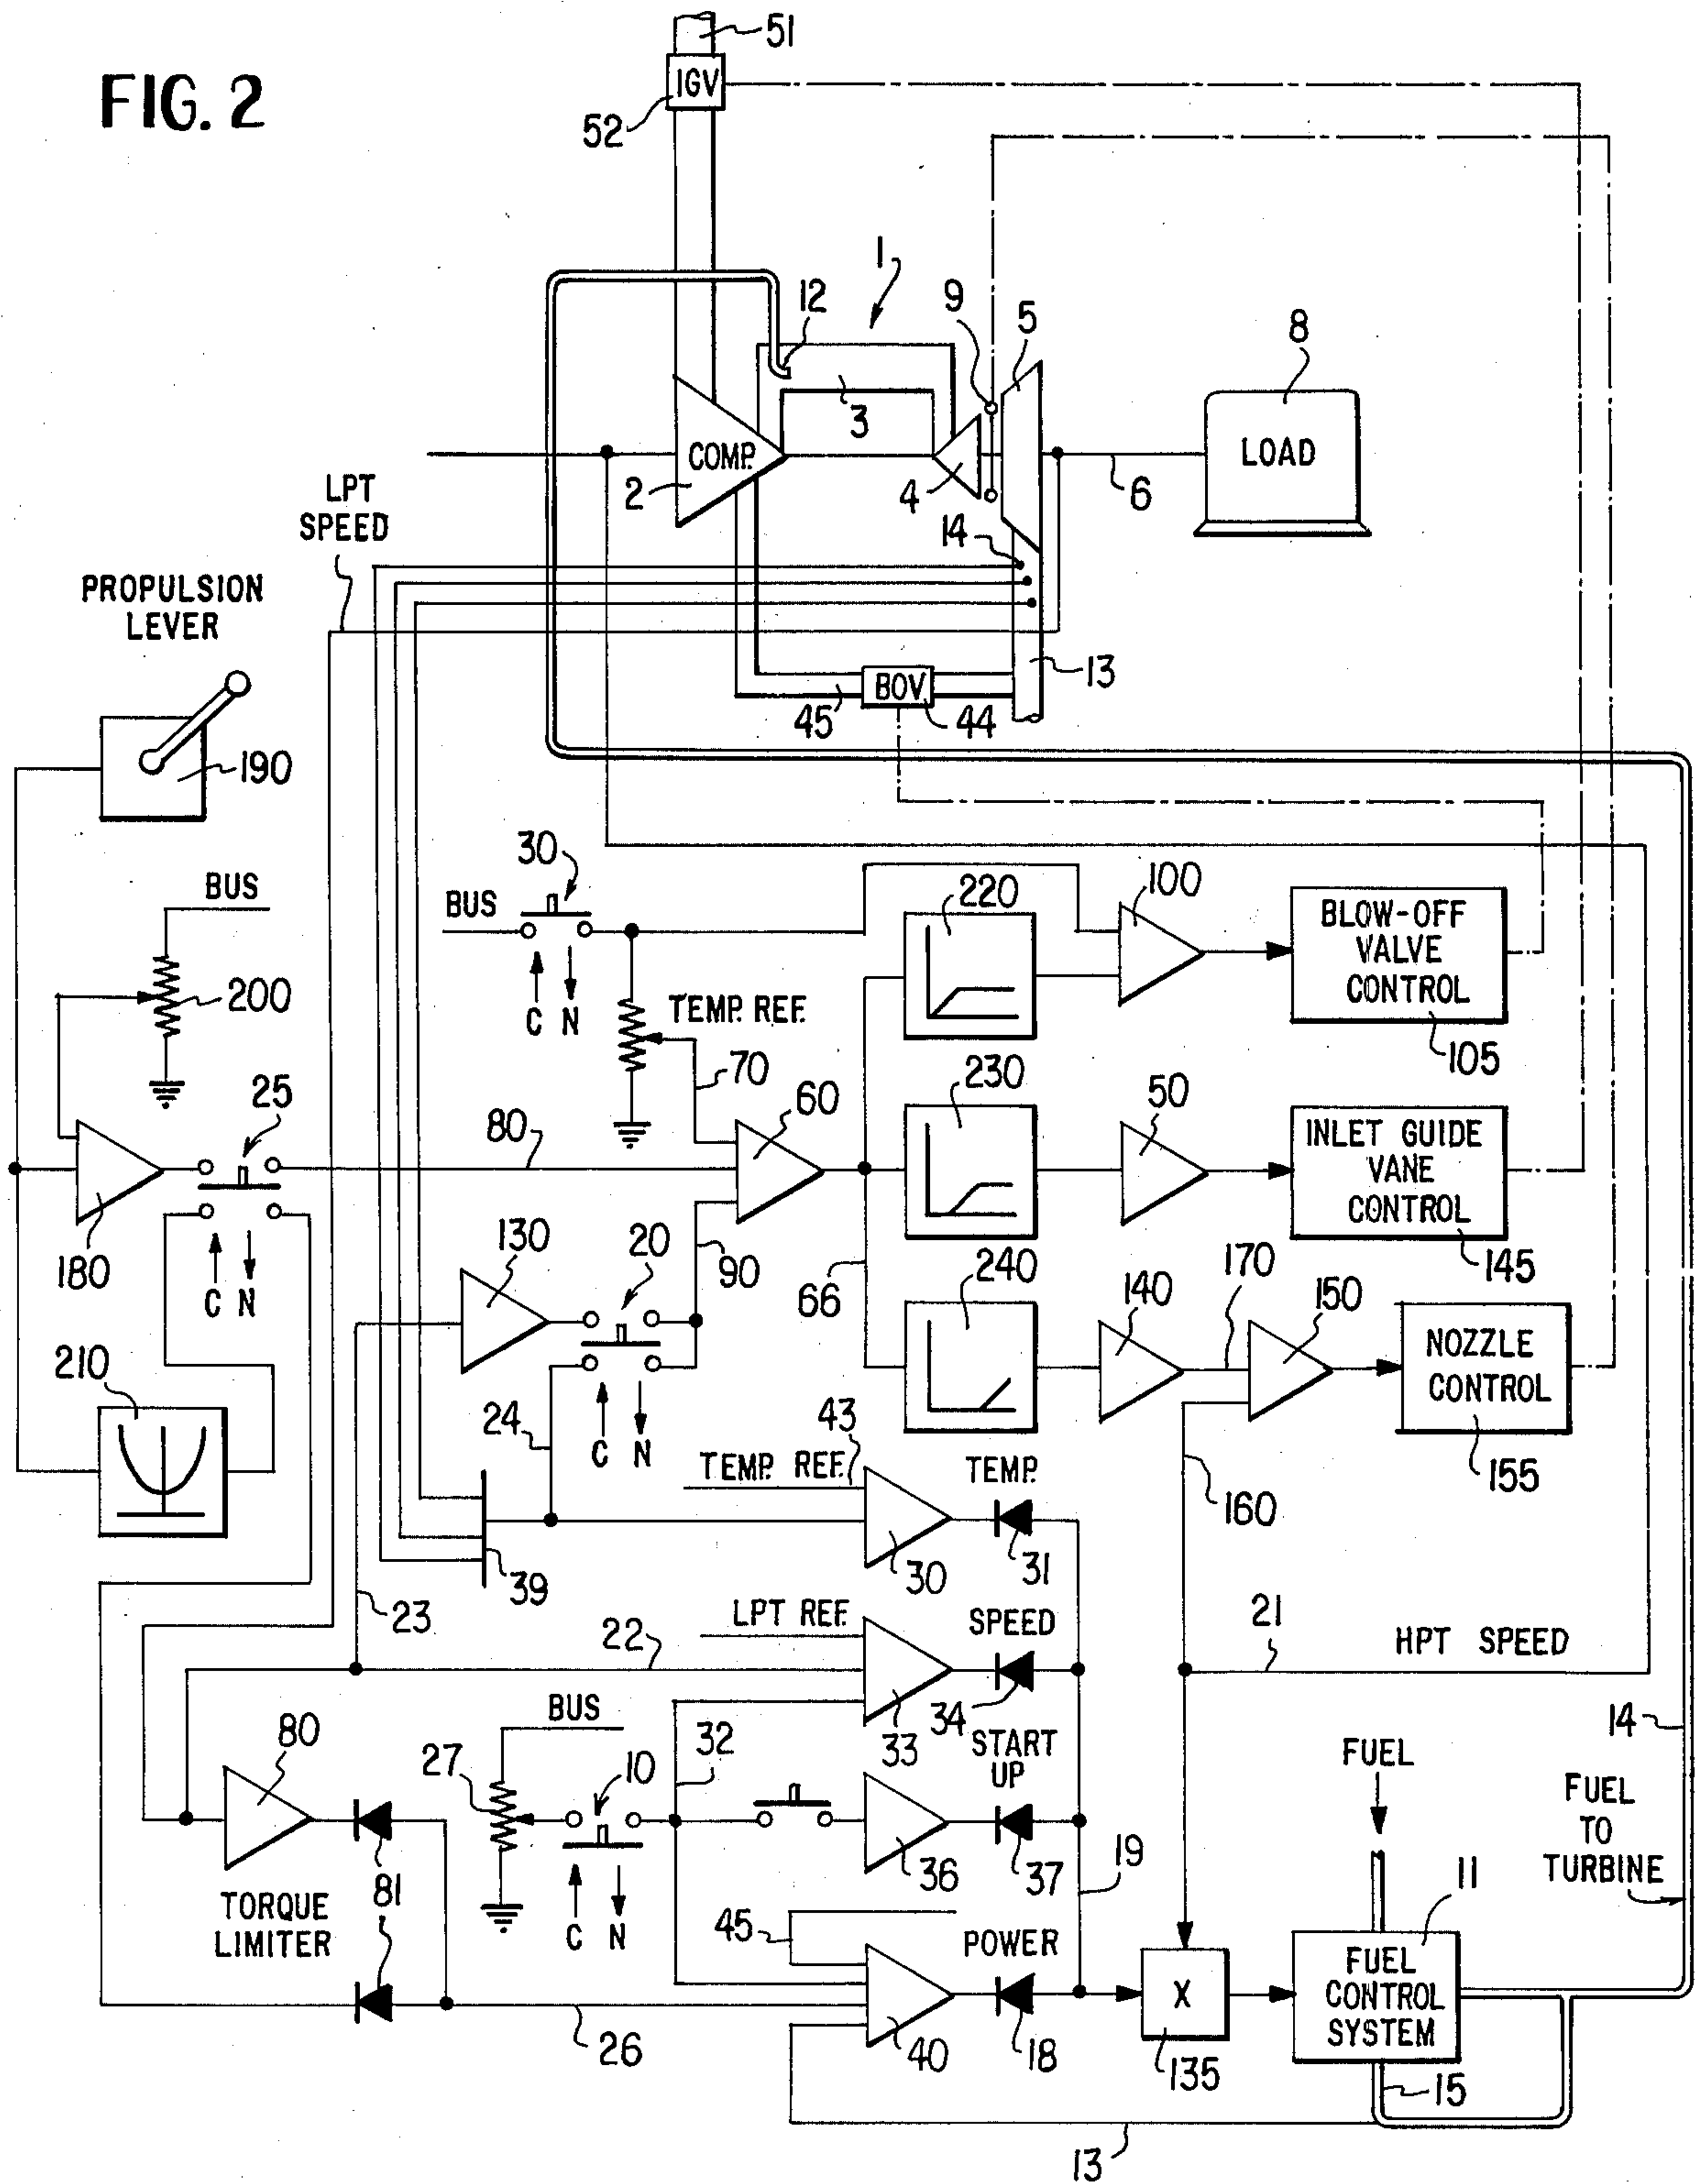 FIG. 2
51
IGV
52
1
12
9
5
8
3
COMP.
2
4
6
LOAD
LPT
SPEED
14
PROPULSION
LEVER
13
BOV
45
44
190
30
BUS
BUS
220
100
BLOW-OFF
VALVE
CONTROL
200
C N
TEMP. REF.
105
70
25
230
50
60
80
INLET GUIDE
VANE
CONTROL
180
C N
130
20
90
66
240
140
170
150
145
NOZZLE
CONTROL
210
24
C N
43
TEMP. REF.
TEMP.
160
155
39
30
31
23
LPT REF.
SPEED
21
HPT SPEED
22
BUS
80
27
10
32
33
34
START
UP
14
FUEL
FUEL
TO
TURBINE
36
37
19
11
81
TORQUE
LIMITER
C N
45
POWER
X
FUEL
CONTROL
SYSTEM
26
40
18
135
15
13